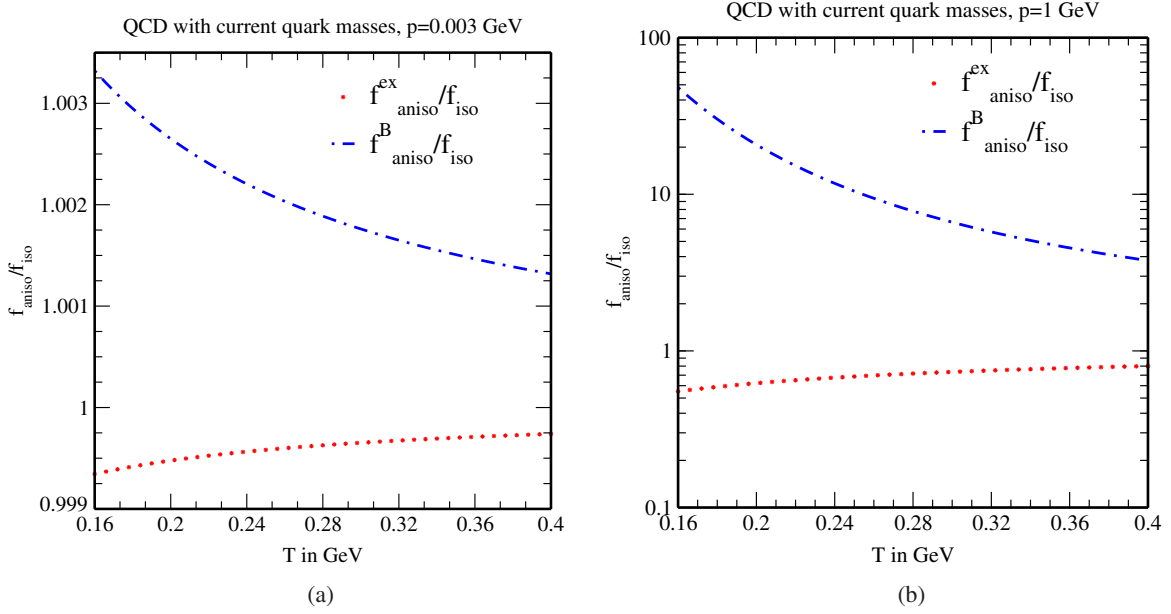 QCD with current quark masses, p=0.003 GeV
f^ex_aniso/f_iso
f^B_aniso/f_iso
1.003
1.002
1.001
1
0.999
f_aniso/f_iso
0.16 0.2 0.24 0.28 0.32 0.36 0.4
T in GeV
(a)
QCD with current quark masses, p=1 GeV
f^ex_aniso/f_iso
f^B_aniso/f_iso
100
10
1
0.1
f_aniso/f_iso
0.16 0.2 0.24 0.28 0.32 0.36 0.4
T in GeV
(b)